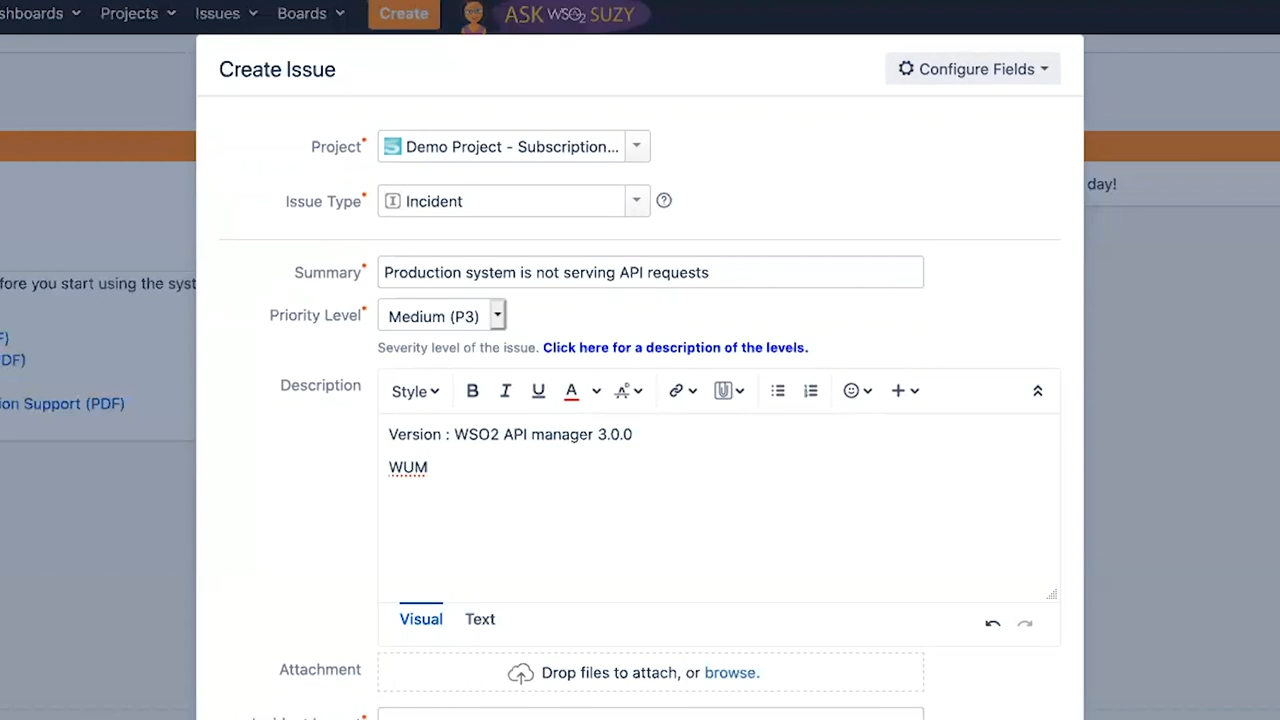 shboards Projects Issues Boards Create ASK WSO2 SUZY
Create Issue
Configure Fields
day!
Project* Demo Project - Subscription...
Issue Type* Incident
fore you start using the syst
Summary* Production system is not serving API requests
Priority Level* Medium (P3)
F)
Severity level of the issue. Click here for a description of the levels.
PDF)
Description Style B I U A
ion Support (PDF)
Version : WSO2 API manager 3.0.0
WUM
Visual Text
Attachment Drop files to attach, or browse.